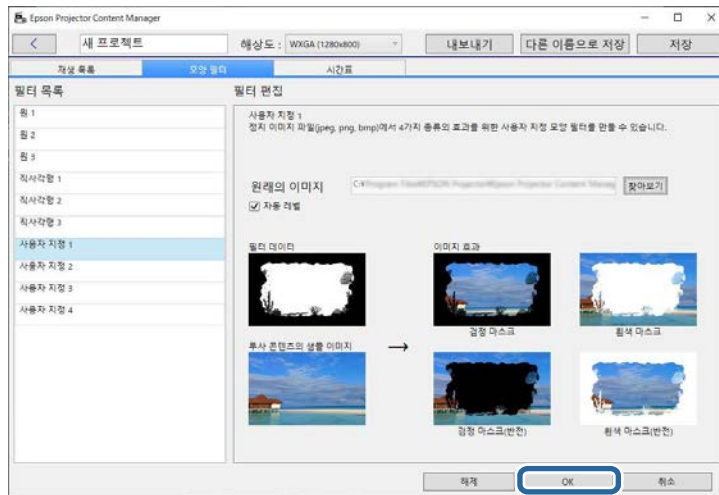 Epson Projector Content Manager
새 프로젝트 해상도 : WXGA (1280x800) 내보내기 다른 이름으로 저장 저장
재생 목록 모양 필터 시간표
필터 목록
원 1
원 2
원 3
직사각형 1
직사각형 2
직사각형 3
사용자 지정 1
사용자 지정 2
사용자 지정 3
사용자 지정 4
필터 편집
사용자 지정 1
정지 이미지 파일(jpeg, png, bmp)에서 4가지 종류의 효과를 위한 사용자 지정 모양 필터를 만들 수 있습니다.
원래의 이미지 C:\ 찾아보기
자동 레벨
필터 데이터
투사 콘텐츠의 샘플 이미지
이미지 효과
검정 마스크 흰색 마스크
검정 마스크(반전) 흰색 마스크(반전)
해제 OK 취소